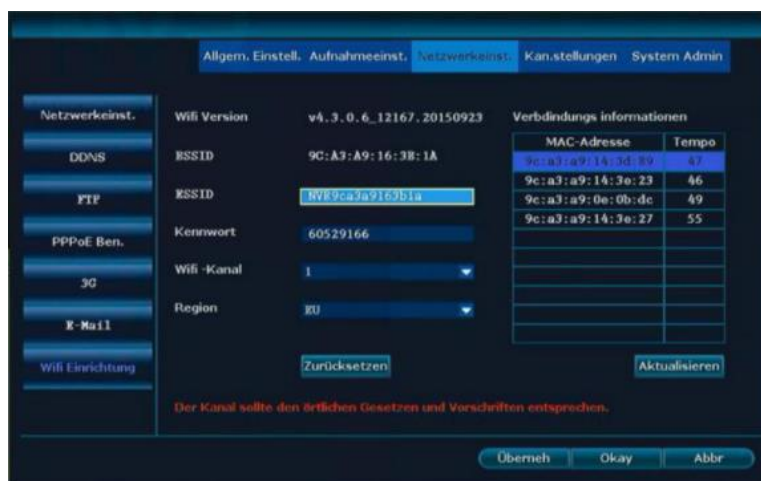 Allgem. Einstell. Aufnahmeeinst. Netzwerkeinst. Kan.stellungen System Admin
Netzwerkeinst.
DDNS
FTP
PPPoE Ben.
3G
E-Mail
Wifi Einrichtung
Wifi Version v4.3.0.6_12167.20150923
BSSID 9C:A3:A9:16:3B:1A
ESSID NVR9ca3a9163b1a
Kennwort 60529166
Wifi -Kanal 1
Region EU
Zurücksetzen
Verbdindungs informationen
MAC-Adresse Tempo
9c:a3:a9:14:3d:89 47
9c:a3:a9:14:3e:23 46
9c:a3:a9:0e:0b:dc 49
9c:a3:a9:14:3e:27 55
Aktualisieren
Der Kanal sollte den örtlichen Gesetzen und Vorschriften entsprechen.
Überneh Okay Abbr